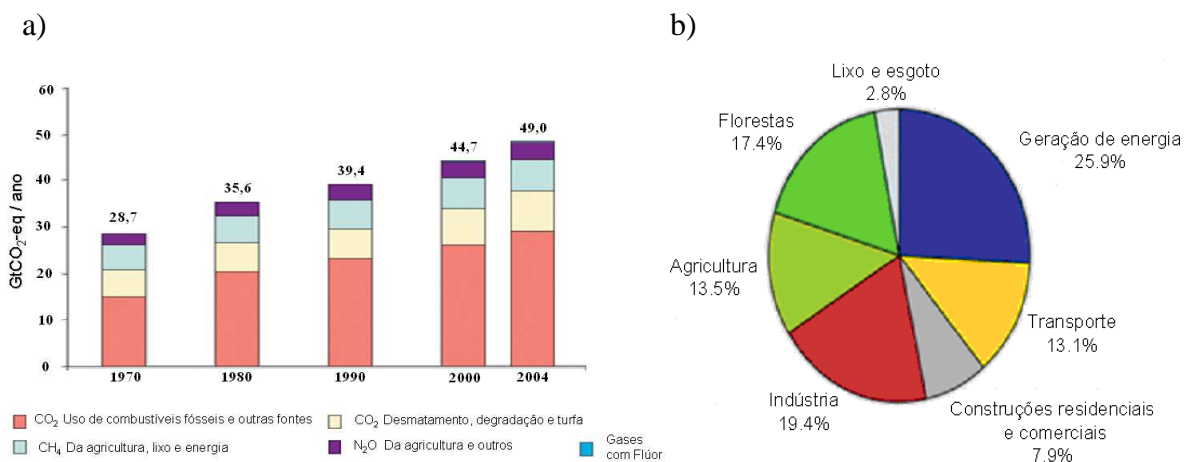 a)
60
50
40
30
20
10
0
GtCO₂-eq / ano
28,7
35,6
39,4
44,7
49,0
1970
1980
1990
2000
2004
CO₂ Uso de combustíveis fósseis e outras fontes
CO₂ Desmatamento, degradação e turfa
CH₄ Da agricultura, lixo e energia
N₂O Da agricultura e outros
Gases
com Flúor
b)
Lixo e esgoto
2.8%
Florestas
17.4%
Geração de energia
25.9%
Agricultura
13.5%
Transporte
13.1%
Indústria
19.4%
Construções residenciais
e comerciais
7.9%